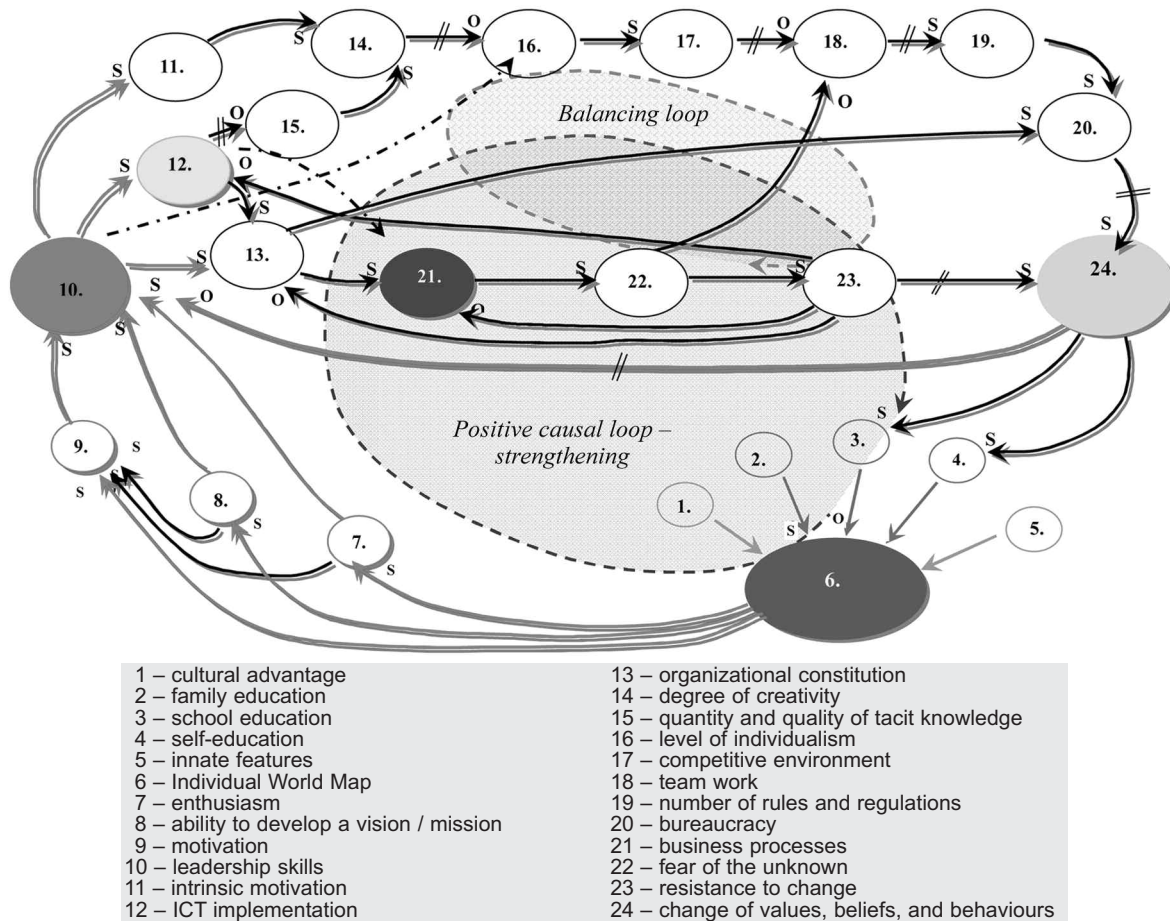 11.
14.
16.
17.
18.
19.
S
S
O
S
O
S
S
S
S
O
15.
Balancing loop
O
S
S
20.
12.
O
S
S
13.
S
S
21.
S
22.
S
23.
S
24.
S
10.
S
O
O
O
S
S
9.
S
S
S
S
8.
S
7.
S
Positive causal loop –
strengthening
S
3.
S
4.
2.
1.
S
O
5.
6.
1 – cultural advantage
2 – family education
3 – school education
4 – self-education
5 – innate features
6 – Individual World Map
7 – enthusiasm
8 – ability to develop a vision / mission
9 – motivation
10 – leadership skills
11 – intrinsic motivation
12 – ICT implementation
13 – organizational constitution
14 – degree of creativity
15 – quantity and quality of tacit knowledge
16 – level of individualism
17 – competitive environment
18 – team work
19 – number of rules and regulations
20 – bureaucracy
21 – business processes
22 – fear of the unknown
23 – resistance to change
24 – change of values, beliefs, and behaviours